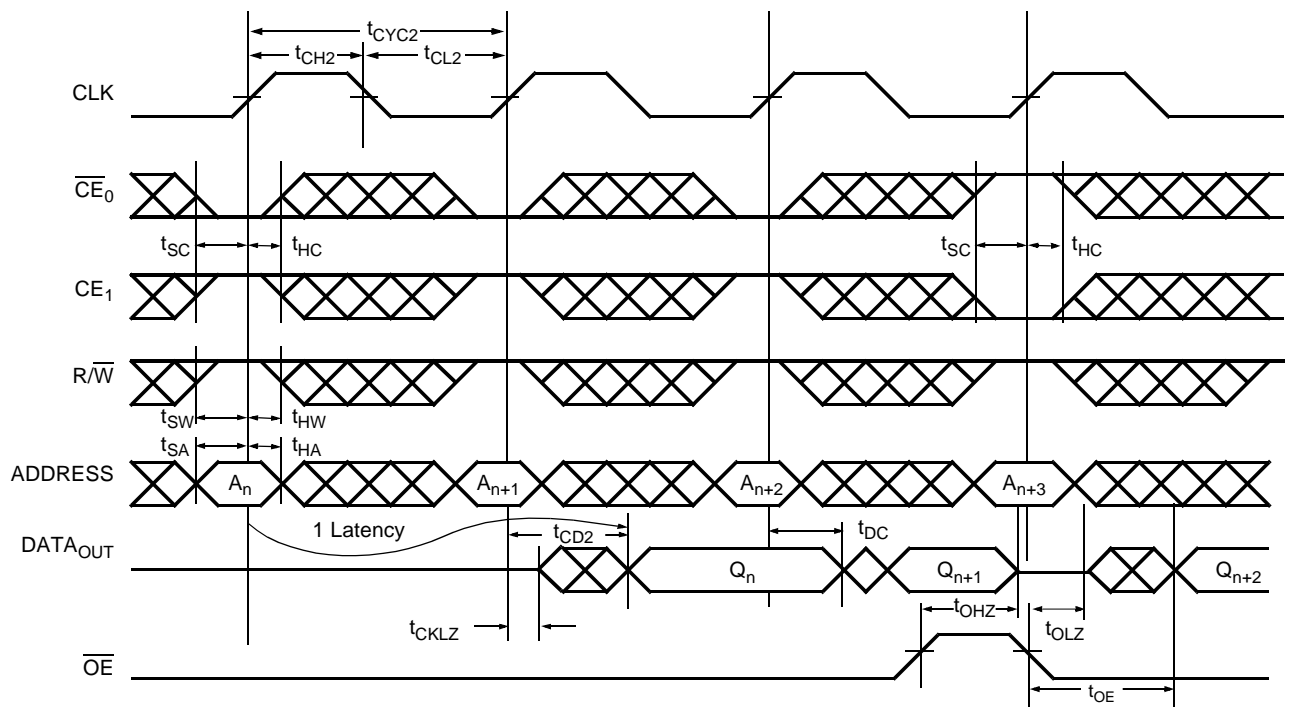 tCYC2
tCH2
tCL2
CLK
CE0
tSC
tHC
tSC
tHC
CE1
R/W
tSW
tHW
tSA
tHA
ADDRESS
An
An+1
An+2
An+3
1 Latency
tCD2
tDC
DATAOUT
Qn
Qn+1
Qn+2
tOHZ
tCKLZ
tOLZ
OE
tOE